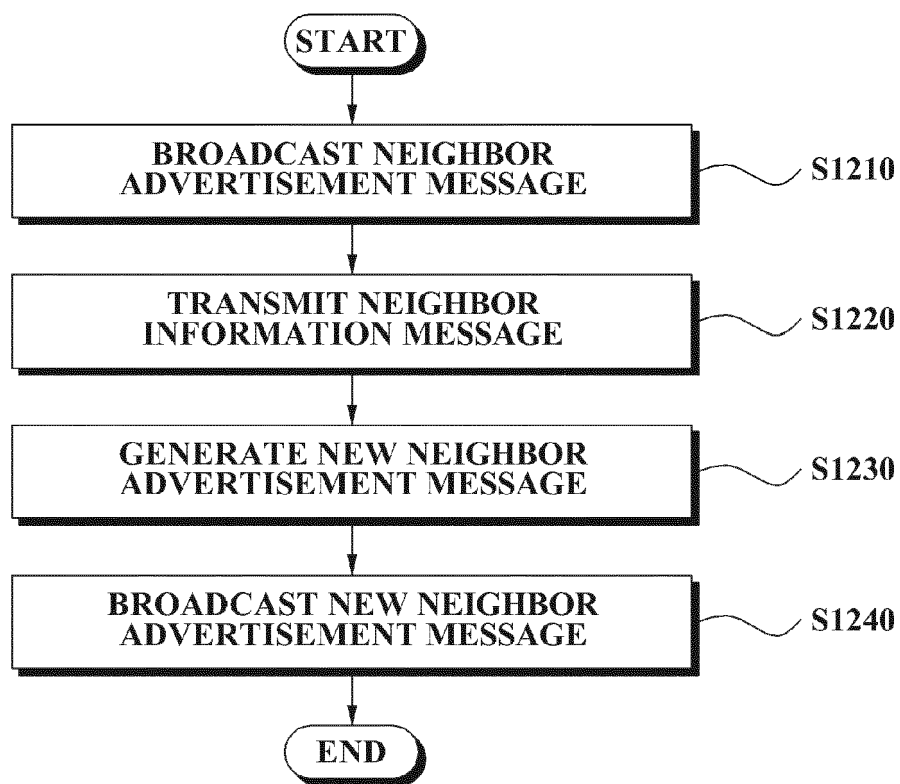 START
BROADCAST NEIGHBOR
ADVERTISEMENT MESSAGE
S1210
TRANSMIT NEIGHBOR
INFORMATION MESSAGE
S1220
GENERATE NEW NEIGHBOR
ADVERTISEMENT MESSAGE
S1230
BROADCAST NEW NEIGHBOR
ADVERTISEMENT MESSAGE
S1240
END